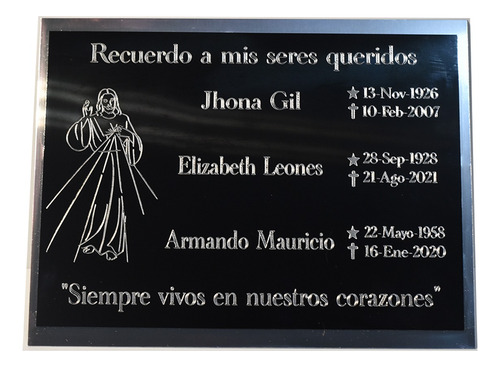 Recuerdo a mis seres queridos
Jhona Gil
★ 13-Nov-1926
✝ 10-Feb-2007
Elizabeth Leones
★ 28-Sep-1928
✝ 21-Ago-2021
Armando Mauricio
★ 22-Mayo-1958
✝ 16-Ene-2020
"Siempre vivos en nuestros corazones"